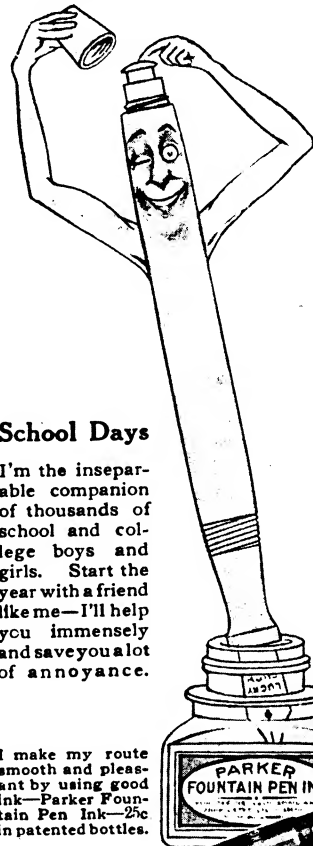 School Days
I'm the insepar-
able companion
of thousands of
school and col-
lege boys and
girls. Start the
year with a friend
like me—I'll help
you immensely
and save you a lot
of annoyance.
I make my route
smooth and pleas-
ant by using good
Ink—Parker Foun-
tain Pen Ink—25c
in patented bottles.
LUCKY
PARKER
FOUNTAIN PEN IN